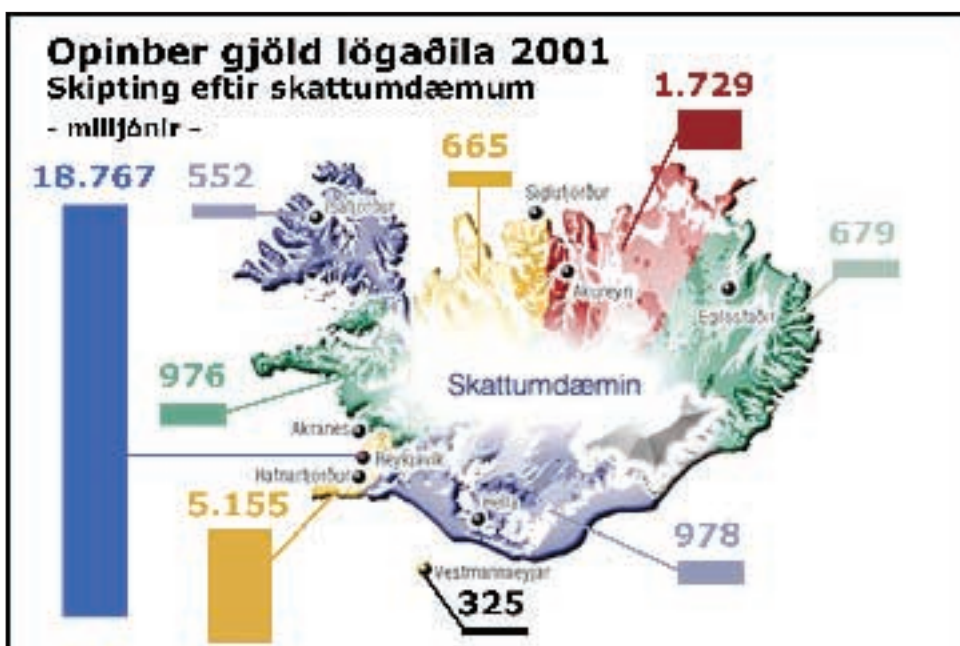 Opinber gjöld lögaðila 2001
Skipting eftir skattumdæmum
- milljónir -
18.767
552
665
1.729
Ísafjörður
Siglufjörður
679
Akureyri
Egilsstaðir
976
Skattumdæmin
Akranes
Reykjavík
Hafnarfjörður
5.155
Hella
978
Vestmannaeyjar
325